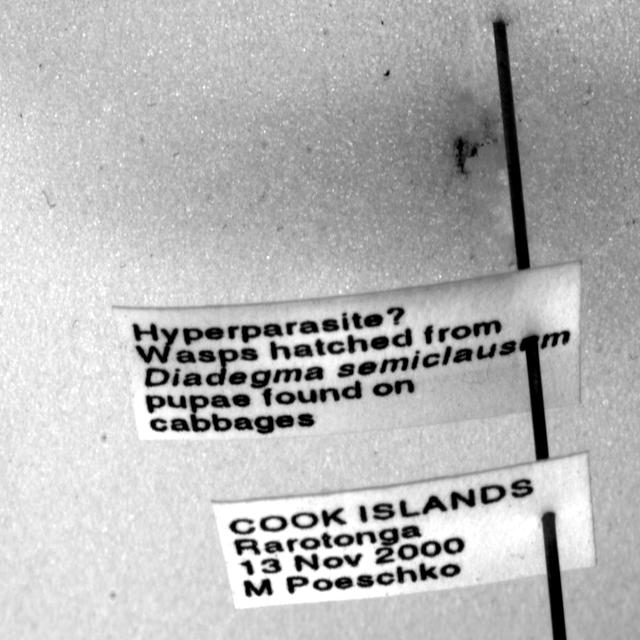 Hyperparasite?
Wasps hatched from
Diadegma semiclausum
pupae found on
cabbages
COOK ISLANDS
Rarotonga
13 Nov 2000
M Poeschko